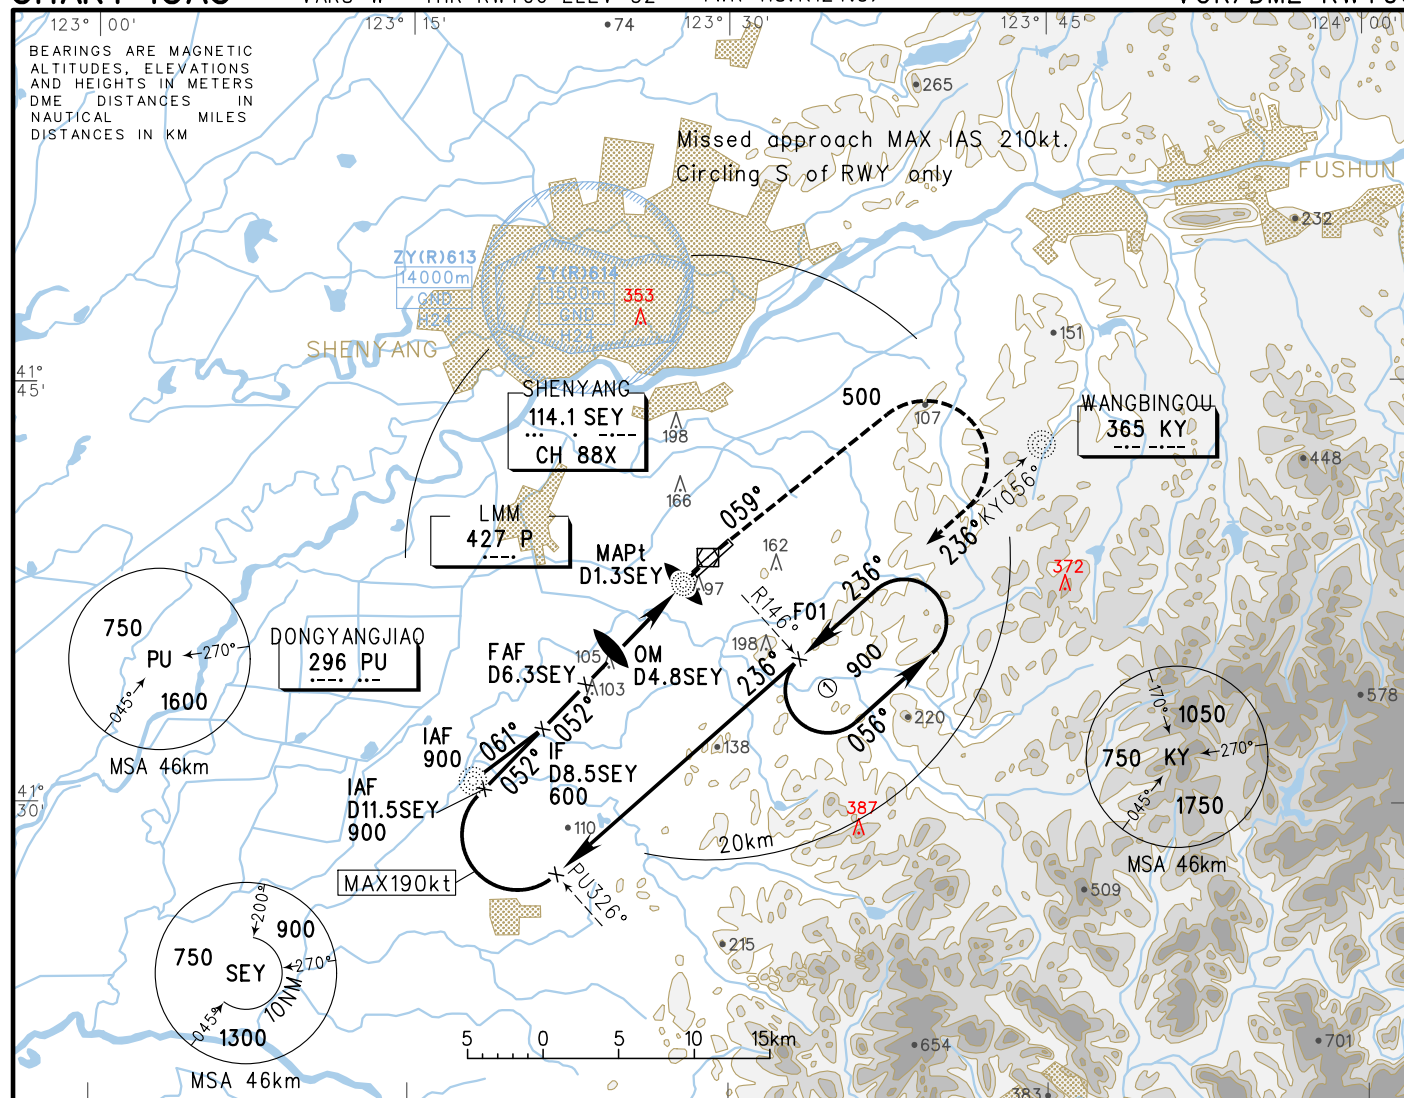 123° 00'
123° 15'
74
123° 30'
123° 45'
124° 00'
BEARINGS ARE MAGNETIC
ALTITUDES, ELEVATIONS
AND HEIGHTS IN METERS
DME DISTANCES IN
NAUTICAL MILES
DISTANCES IN KM
265
Missed approach MAX IAS 210kt.
Circling S of RWY only
FUSHUN
232
ZY(R)613
14000m
GND
H24
ZY(R)614
1500m
GND
H24
353
SHENYANG
151
41°
45'
SHENYANG
114.1 SEY
CH 88X
198
500
107
WANGBINGOU
365 KY
448
166
KY056°
059°
LMM
427 P
236°
MAPt
D1.3SEY
162
97
236°
372
R146°
F01
750
PU
270°
045°
1600
MSA 46km
DONGYANGJIAO
296 PU
FAF
D6.3SEY
105
OM
D4.8SEY
103
198
236°
900
1
056°
220
138
578
170°
1050
750 KY
270°
045°
1750
MSA 46km
IAF
900
061°
052°
052°
IF
D8.5SEY
600
IAF
D11.5SEY
900
41°
30'
110
387
20km
MAX190kt
PU326°
509
200°
900
750
SEY
270°
10NM
045°
1300
MSA 46km
215
5 0 5 10 15km
654
701
383